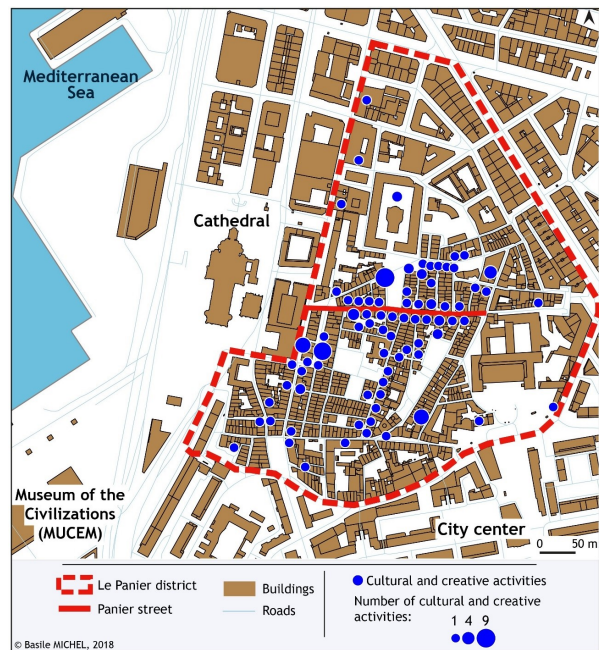 Mediterranean
Sea
Cathedral
Museum of the
Civilizations
(MUCEM)
City center
0 50 m
Le Panier district
Panier street
Buildings
Roads
Cultural and creative activities
Number of cultural and creative
activities:
1 4 9
© Basile MICHEL, 2018